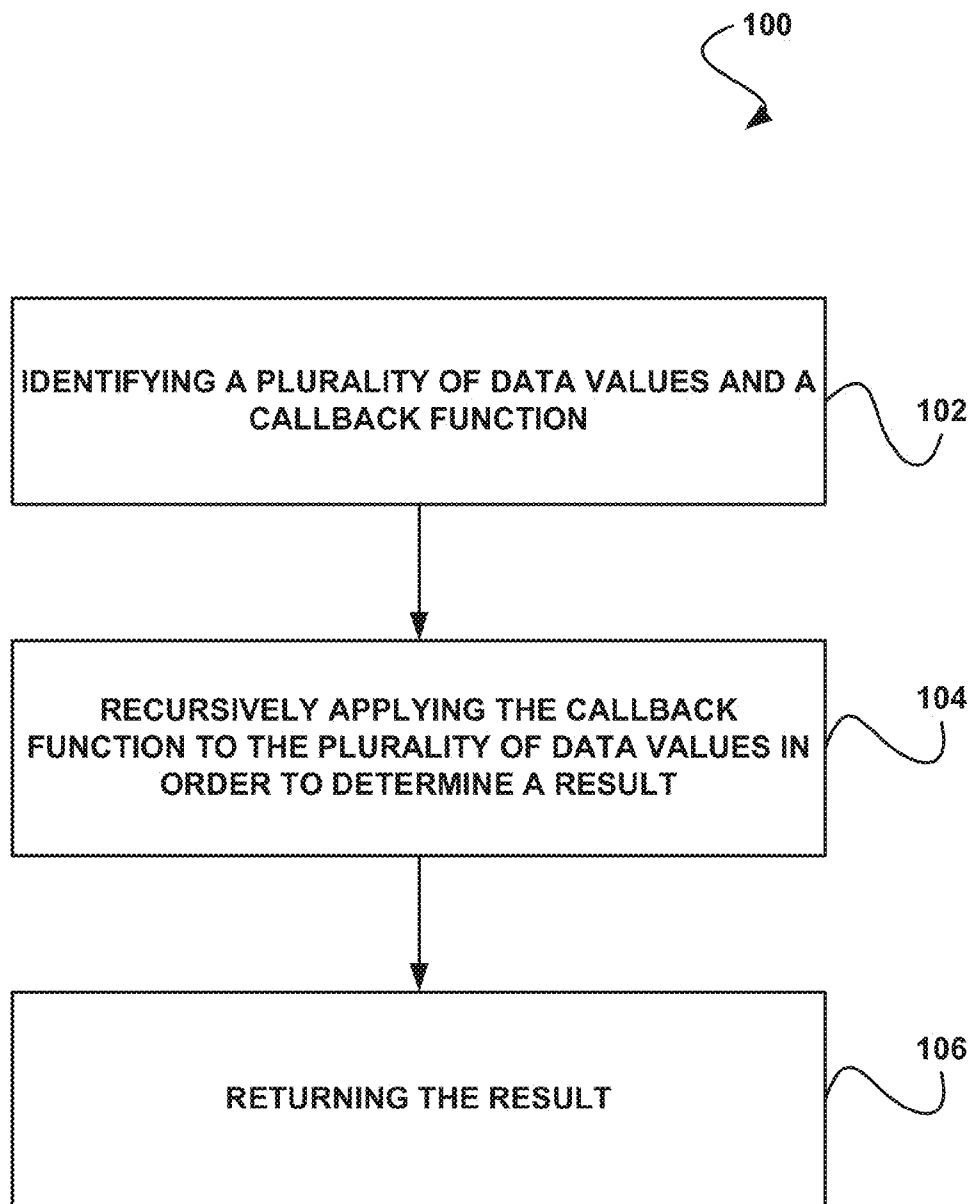 100
IDENTIFYING A PLURALITY OF DATA VALUES AND A
CALLBACK FUNCTION
102
RECURSIVELY APPLYING THE CALLBACK
FUNCTION TO THE PLURALITY OF DATA VALUES IN
ORDER TO DETERMINE A RESULT
104
RETURNING THE RESULT
106